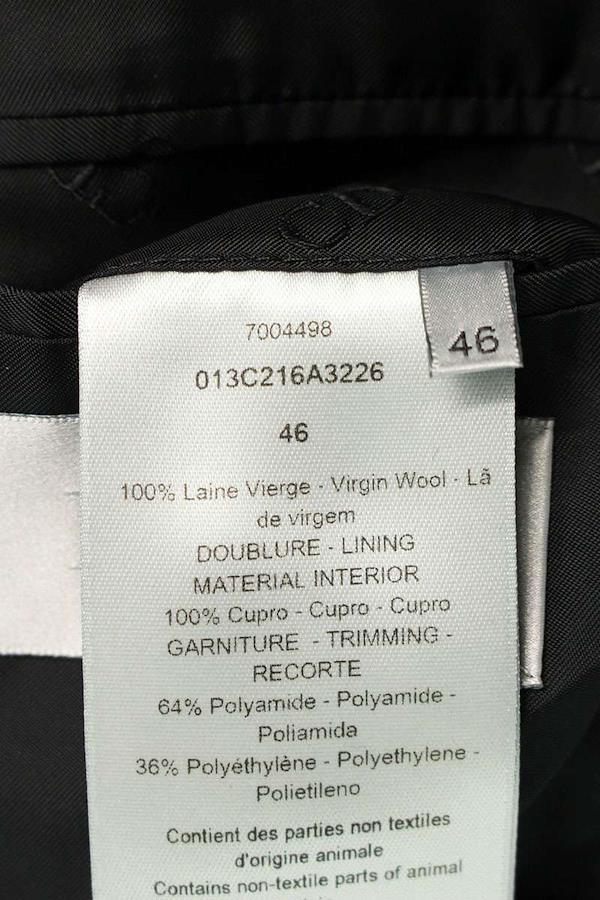 7004498
46
013C216A3226
46
100% Laine Vierge - Virgin Wool - Lã
de virgem
DOUBLURE - LINING
MATERIAL INTERIOR
100% Cupro - Cupro - Cupro
GARNITURE - TRIMMING -
RECORTE
64% Polyamide - Polyamide -
Poliamida
36% Polyéthylène - Polyethylene -
Polietileno
Contient des parties non textiles
d'origine animale
Contains non-textile parts of animal